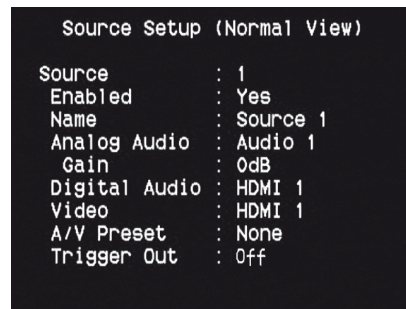 Source Setup (Normal View)
Source : 1
Enabled : Yes
Name : Source 1
Analog Audio : Audio 1
Gain : 0dB
Digital Audio : HDMI 1
Video : HDMI 1
A/V Preset : None
Trigger Out : Off